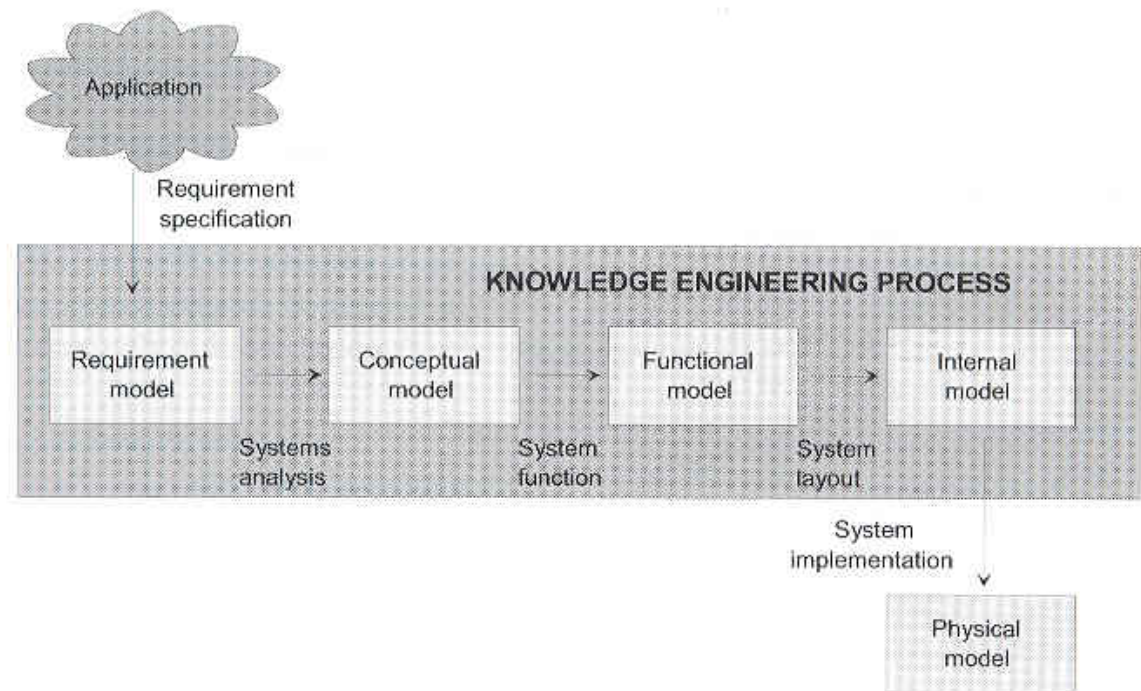 Application
Requirement
specification
KNOWLEDGE ENGINEERING PROCESS
Requirement
model
Conceptual
model
Functional
model
Internal
model
Systems
analysis
System
function
System
layout
System
implementation
Physical
model